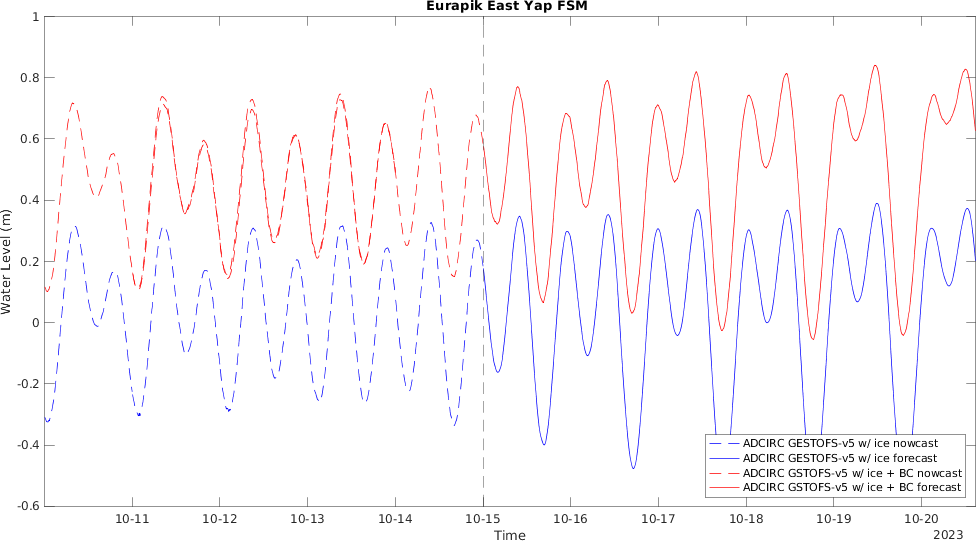 Eurapik East Yap FSM
1
0.8
0.6
0.4
0.2
0
-0.2
-0.4
-0.6
Water Level (m)
ADCIRC GESTOFS-v5 w/ ice nowcast
ADCIRC GESTOFS-v5 w/ ice forecast
ADCIRC GSTOFS-v5 w/ ice + BC nowcast
ADCIRC GSTOFS-v5 w/ ice + BC forecast
10-11 10-12 10-13 10-14 10-15 10-16 10-17 10-18 10-19 10-20
Time
2023